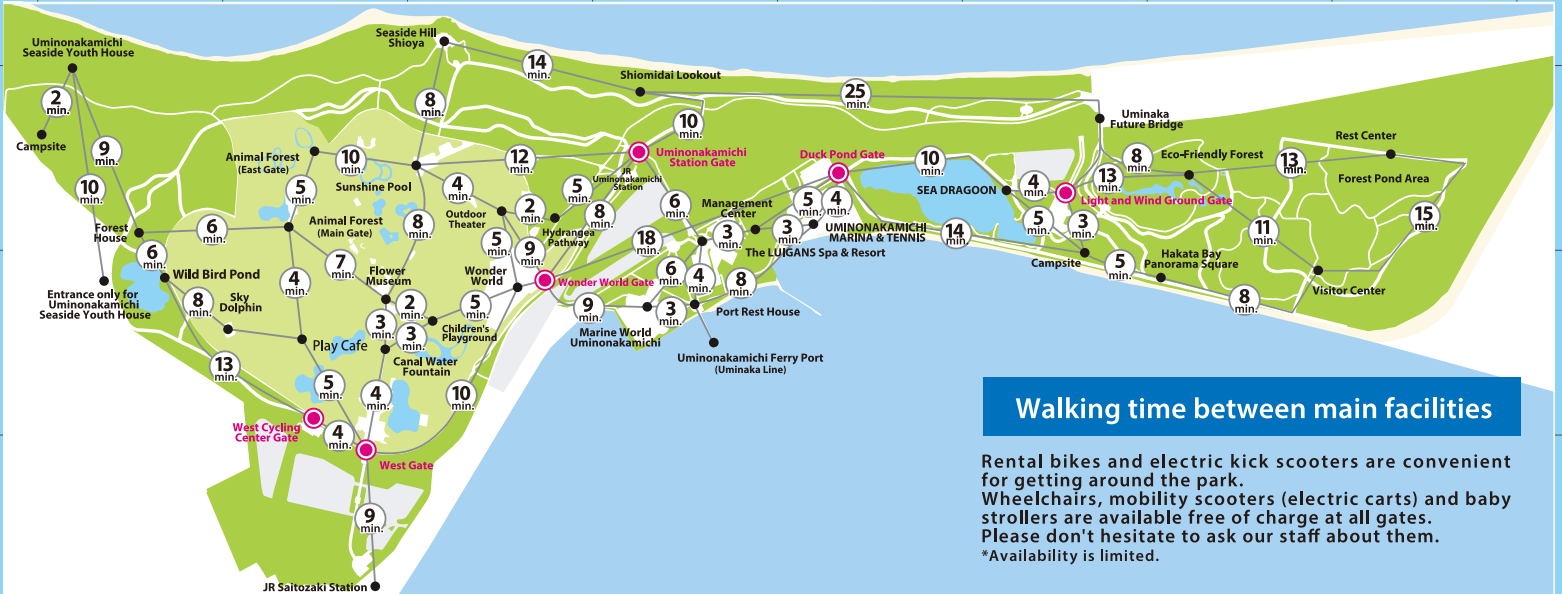 Uminonakamichi
Seaside Youth House
2
min.
Campsite
9
min.
10
min.
Seaside Hill
Shioya
14
min.
8
min.
Shiomidai Lookout
25
min.
10
min.
Uminaka
Future Bridge
Animal Forest
(East Gate)
10
min.
Sunshine Pool
12
min.
Uminonakamichi
Station Gate
JR
Uminonakamichi
Station
Duck Pond Gate
10
min.
8
min.
Eco-Friendly Forest
13
min.
Rest Center
Forest Pond Area
5
min.
4
min.
5
min.
SEA DRAGOON
4
min.
13
min.
Light and Wind Ground Gate
15
min.
Forest
House
6
min.
Animal Forest
(Main Gate)
8
min.
Outdoor
Theater
2
min.
Hydrangea
Pathway
8
min.
6
min.
Management
Center
5
min.
4
min.
UMINONAKAMICHI
MARINA & TENNIS
14
min.
5
min.
3
min.
11
min.
6
min.
Wild Bird Pond
7
min.
5
min.
9
min.
18
min.
3
min.
3
min.
The LUIGANS Spa & Resort
Campsite
5
min.
Hakata Bay
Panorama Square
Visitor Center
Entrance only for
Uminonakamichi
Seaside Youth House
8
min.
Sky
Dolphin
4
min.
Flower
Museum
Wonder
World
Wonder World Gate
6
min.
4
min.
8
min.
8
min.
2
min.
5
min.
9
min.
3
min.
Port Rest House
Play Cafe
3
min.
3
min.
Children's
Playground
Marine World
Uminonakamichi
Uminonakamichi Ferry Port
(Uminaka Line)
13
min.
5
min.
Canal Water
Fountain
4
min.
10
min.
West Cycling
Center Gate
4
min.
West Gate
9
min.
JR Saitozaki Station
Walking time between main facilities
Rental bikes and electric kick scooters are convenient
for getting around the park.
Wheelchairs, mobility scooters (electric carts) and baby
strollers are available free of charge at all gates.
Please don't hesitate to ask our staff about them.
*Availability is limited.